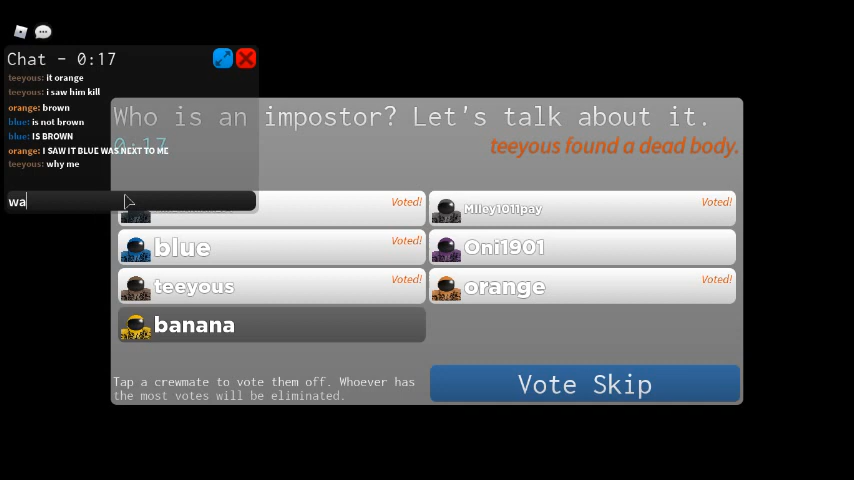 Chat - 0:17
teeyous: it orange
teeyous: i saw him kill
orange: brown
blue: is not brown
blue: IS BROWN
orange: I SAW IT BLUE WAS NEXT TO ME
teeyous: why me
wa
Who is an impostor? Let's talk about it.
0:17
teeyous found a dead body.
Voted!
Miley1011pay Voted!
blue Voted!
Oni1901
teeyous Voted!
orange Voted!
banana
Tap a crewmate to vote them off. Whoever has
the most votes will be eliminated.
Vote Skip